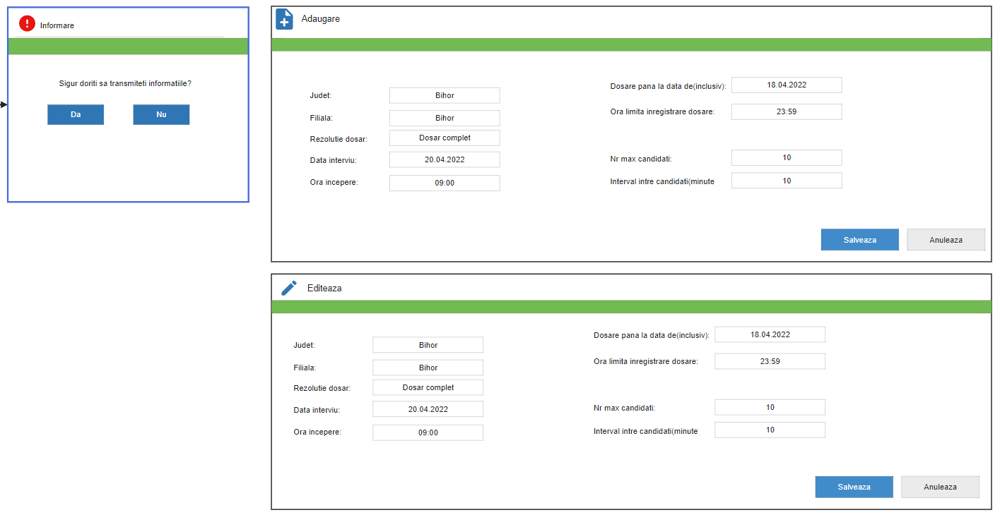 Informare
Sigur doriti sa transmiteti informatiile?
Da Nu
Adaugare
Judet: Bihor
Filiala: Bihor
Rezolutie dosar: Dosar complet
Data interviu: 20.04.2022
Ora incepere: 09:00
Dosare pana la data de(inclusiv): 18.04.2022
Ora limita inregistrare dosare: 23:59
Nr max candidati: 10
Interval intre candidati(minute 10
Salveaza Anuleaza
Editeaza
Judet: Bihor
Filiala: Bihor
Rezolutie dosar: Dosar complet
Data interviu: 20.04.2022
Ora incepere: 09:00
Dosare pana la data de(inclusiv): 18.04.2022
Ora limita inregistrare dosare: 23:59
Nr max candidati: 10
Interval intre candidati(minute 10
Salveaza Anuleaza